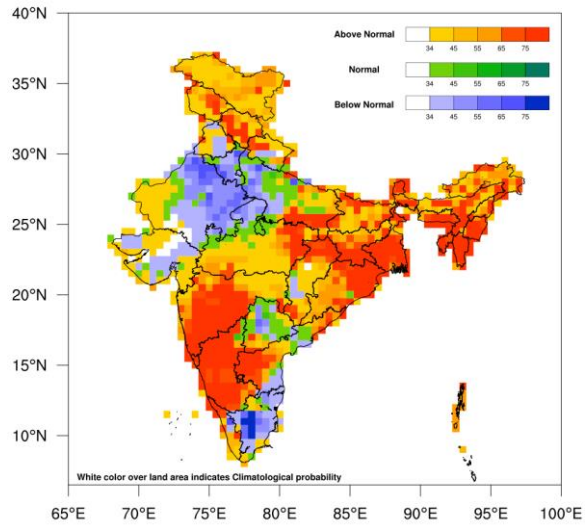 40°N
Above Normal
34 45 55 65 75
35°N
Normal
34 45 55 65 75
Below Normal
34 45 55 65 75
30°N
25°N
20°N
15°N
10°N
White color over land area indicates Climatological probability
65°E 70°E 75°E 80°E 85°E 90°E 95°E 100°E